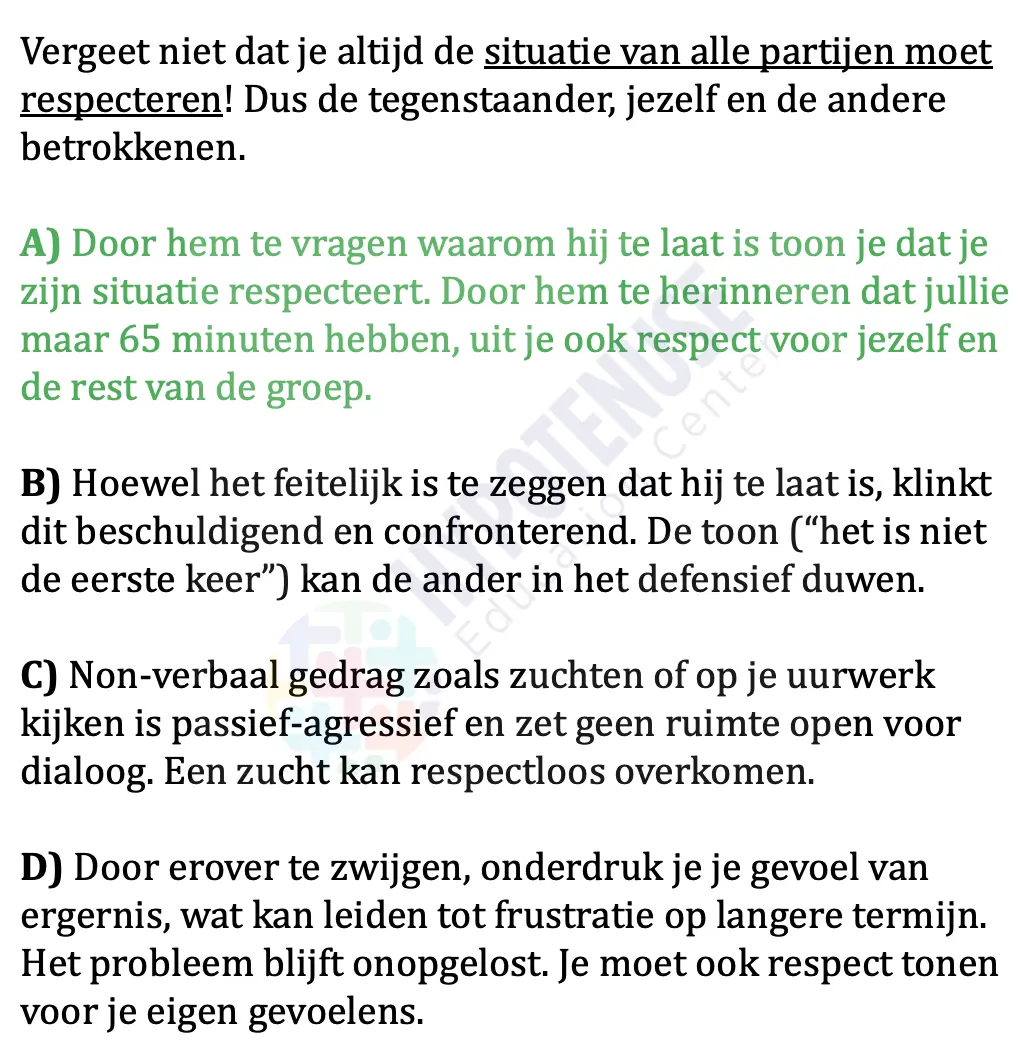 Vergeet niet dat je altijd de situatie van alle partijen moet
respecteren! Dus de tegenstaander, jezelf en de andere
betrokkenen.
A) Door hem te vragen waarom hij te laat is toon je dat je
zijn situatie respecteert. Door hem te herinneren dat jullie
maar 65 minuten hebben, uit je ook respect voor jezelf en
de rest van de groep.
B) Hoewel het feitelijk is te zeggen dat hij te laat is, klinkt
dit beschuldigend en confronterend. De toon (“het is niet
de eerste keer”) kan de ander in het defensief duwen.
C) Non-verbaal gedrag zoals zuchten of op je uurwerk
kijken is passief-agressief en zet geen ruimte open voor
dialoog. Een zucht kan respectloos overkomen.
D) Door erover te zwijgen, onderdruk je je gevoel van
ergernis, wat kan leiden tot frustratie op langere termijn.
Het probleem blijft onopgelost. Je moet ook respect tonen
voor je eigen gevoelens.
HYPOTENUSE
Educatio Center